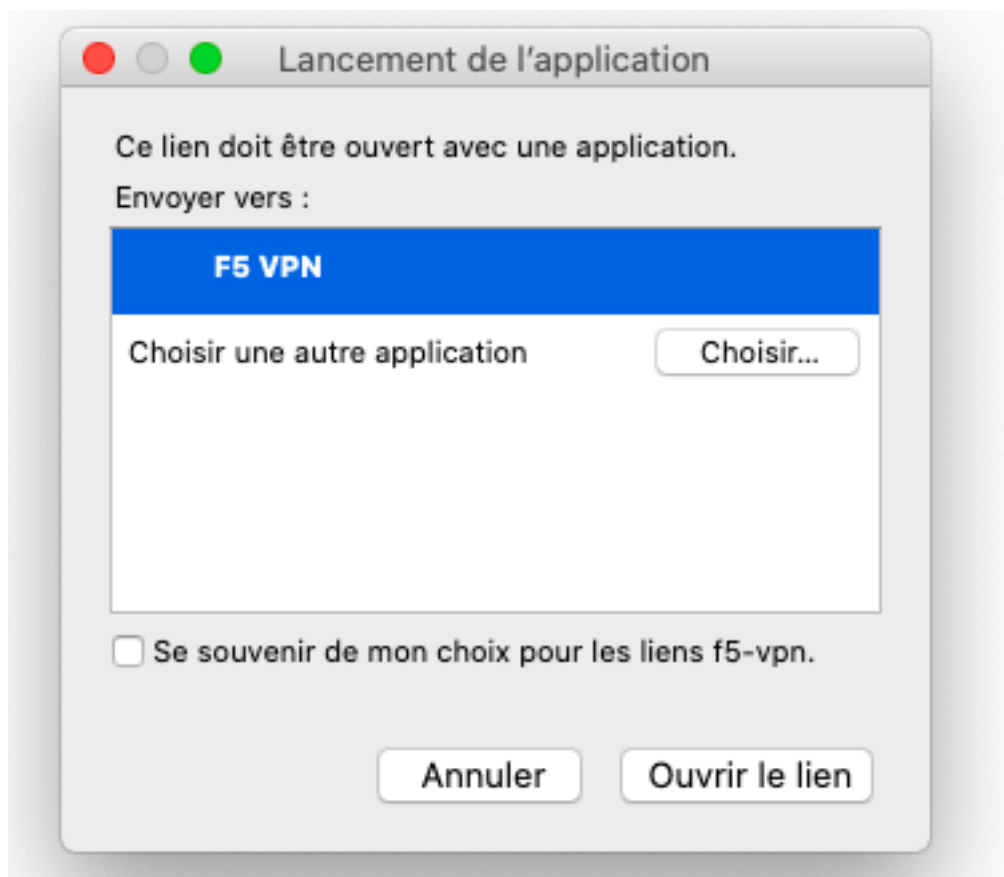 Lancement de l'application
Ce lien doit être ouvert avec une application.
Envoyer vers :
F5 VPN
Choisir une autre application
Choisir...
Se souvenir de mon choix pour les liens f5-vpn.
Annuler
Ouvrir le lien